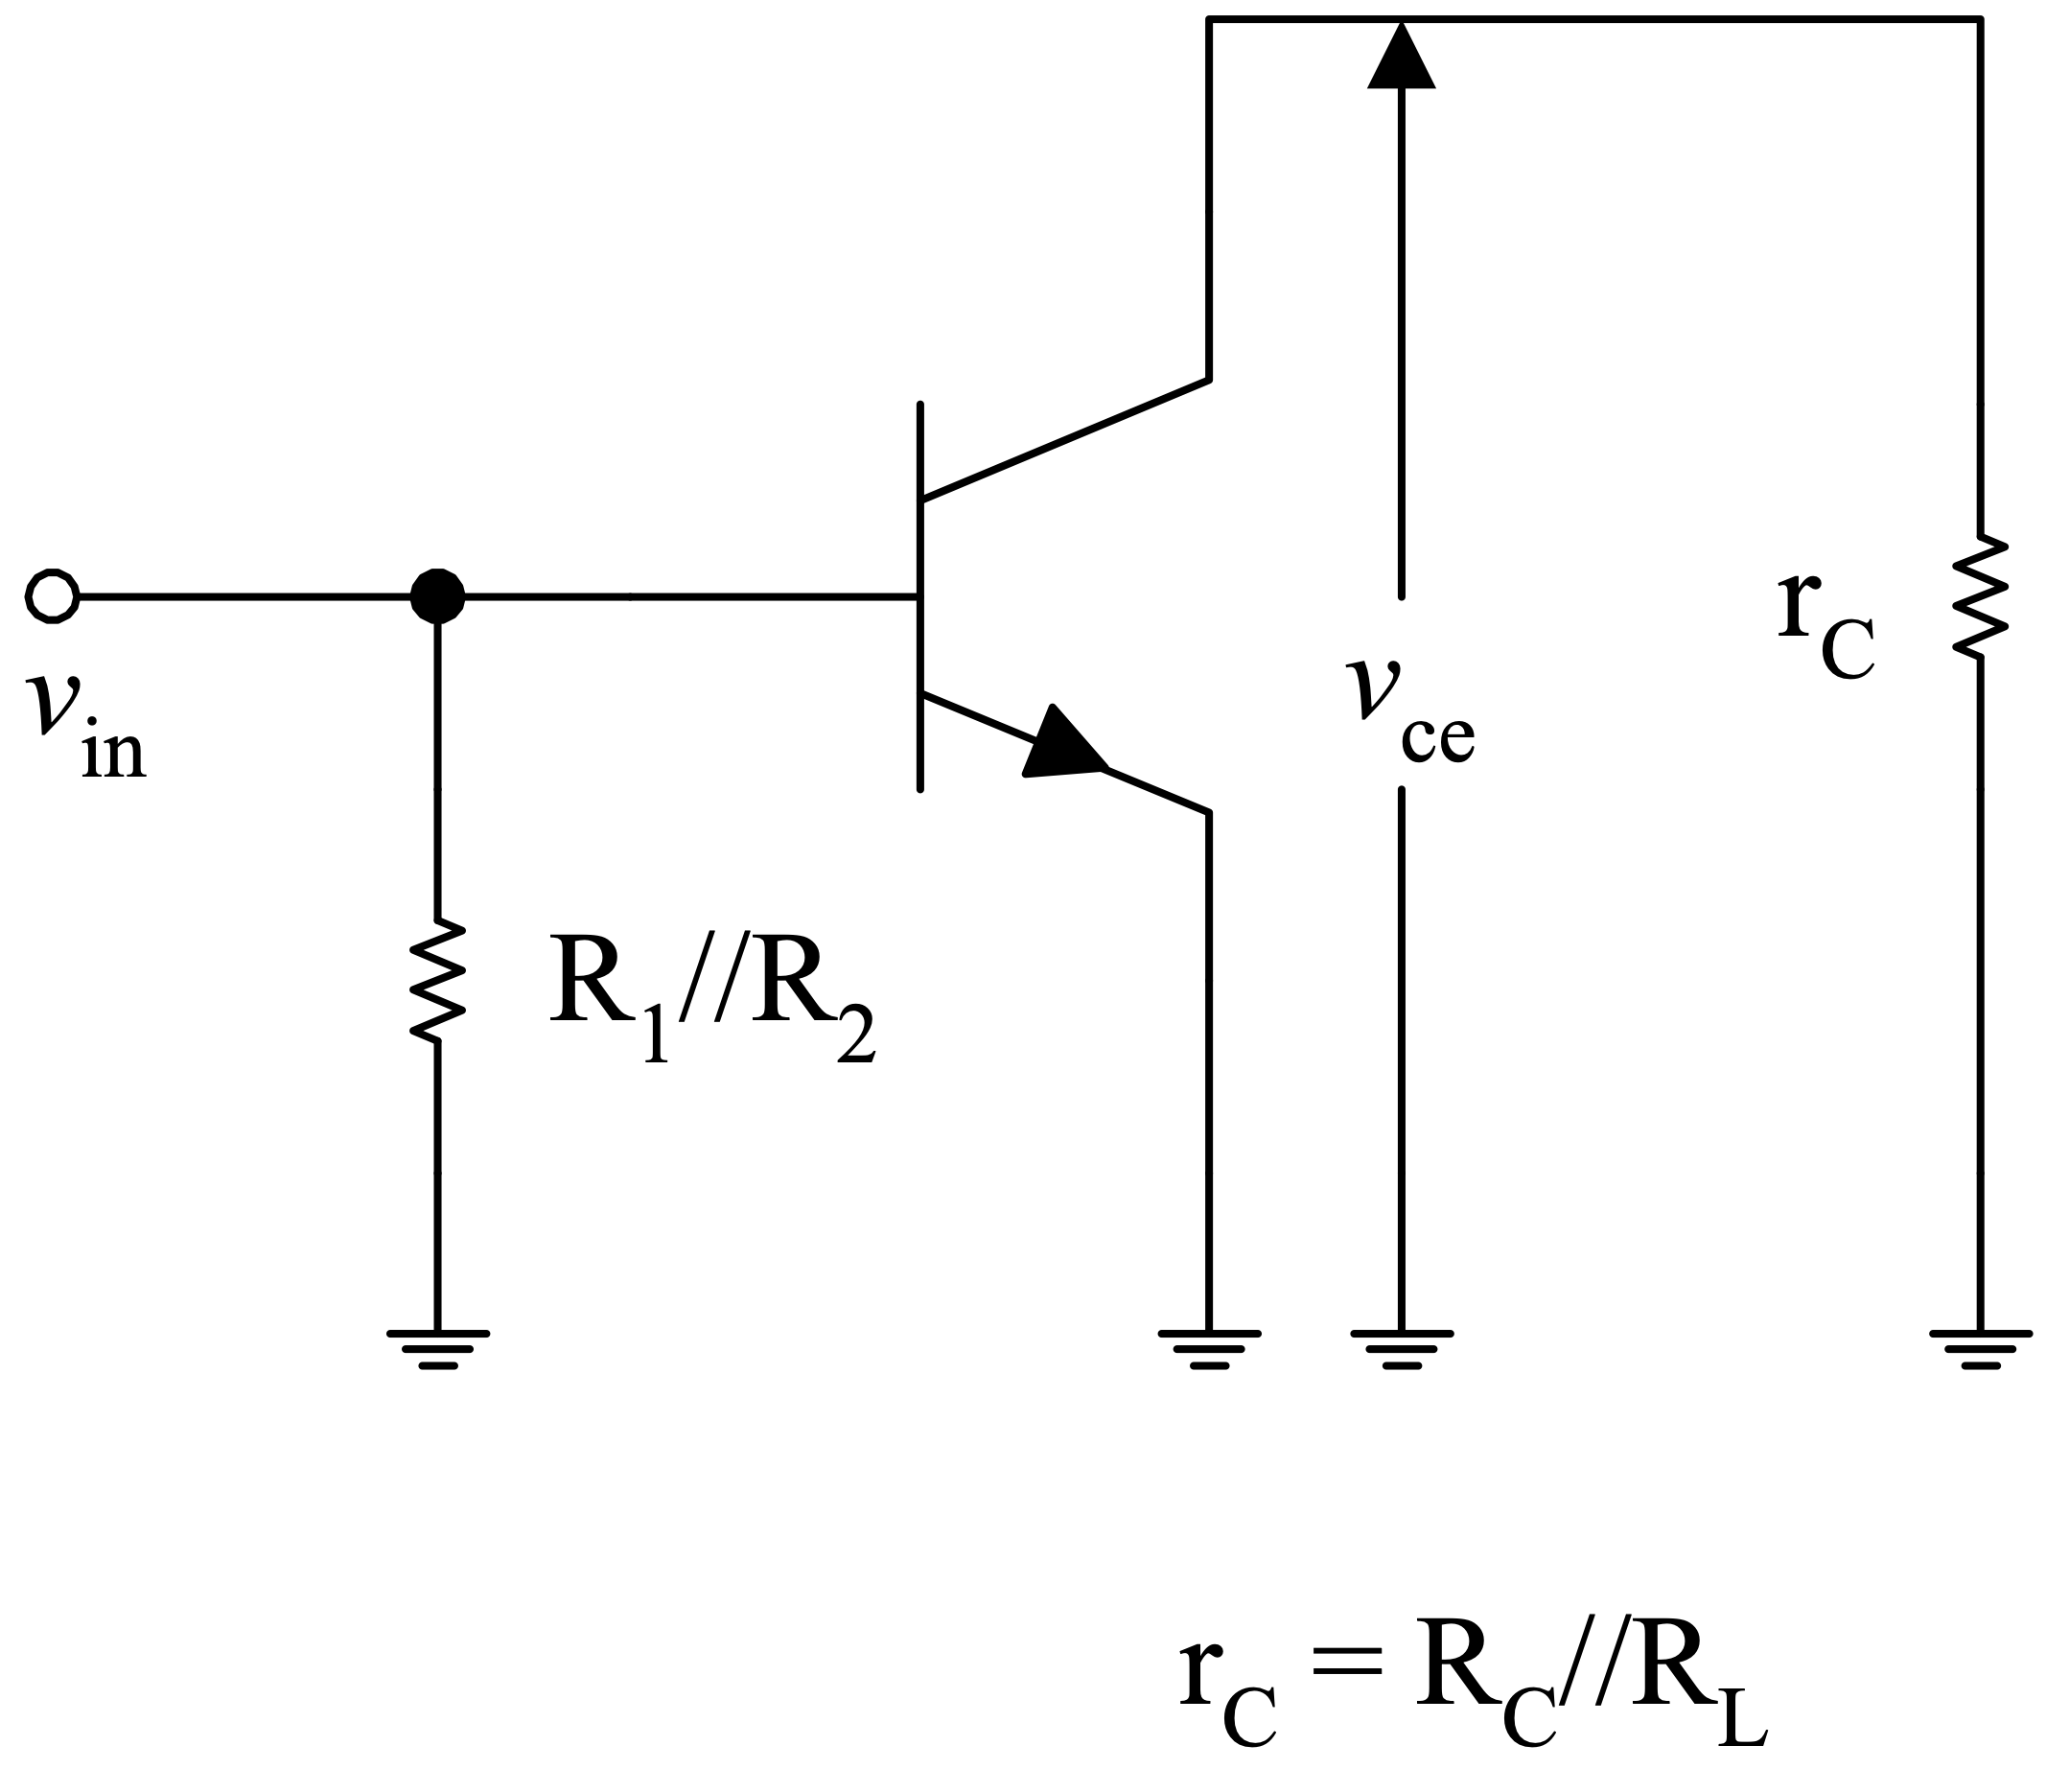 v_in
R_1//R_2
v_ce
r_C
r_C = R_C//R_L